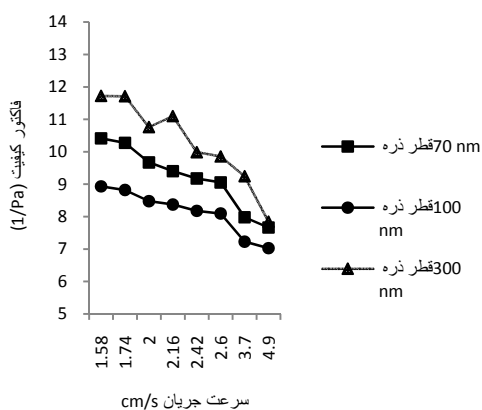 14
13
12
11
10
9
8
7
6
5
فاکتور کیفیت (1/Pa)
1.58
1.74
2
2.16
2.42
2.6
3.7
4.9
سرعت جریان cm/s
قطر ذره 70 nm
قطر ذره 100
nm
قطر ذره 300
nm